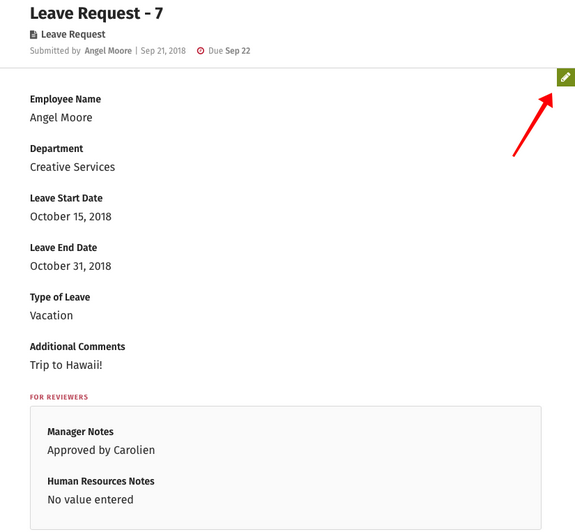 Leave Request - 7
Leave Request
Submitted by Angel Moore | Sep 21, 2018 Due Sep 22
Employee Name
Angel Moore
Department
Creative Services
Leave Start Date
October 15, 2018
Leave End Date
October 31, 2018
Type of Leave
Vacation
Additional Comments
Trip to Hawaii!
FOR REVIEWERS
Manager Notes
Approved by Carolien
Human Resources Notes
No value entered